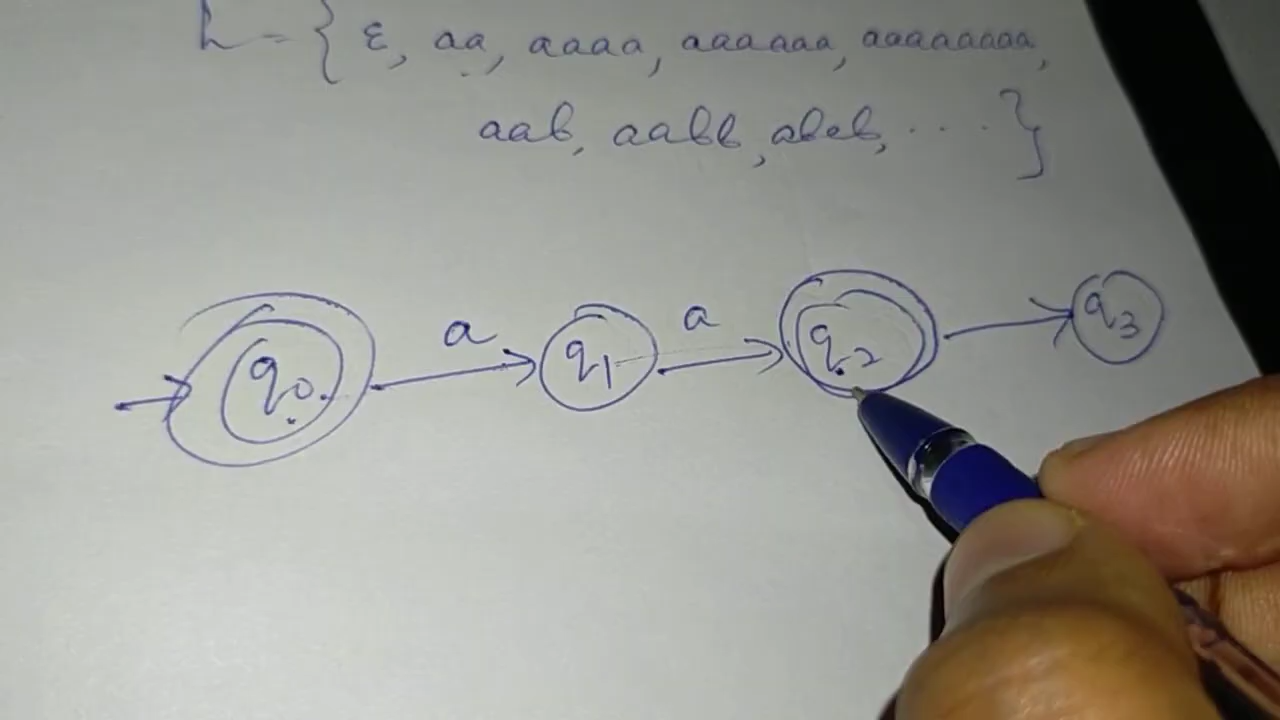 L = { ε, aa, aaaa, aaaaaa, aaaaaaaa,
aab, aabb, abab, .... }
q0 a q1 a q2 q3